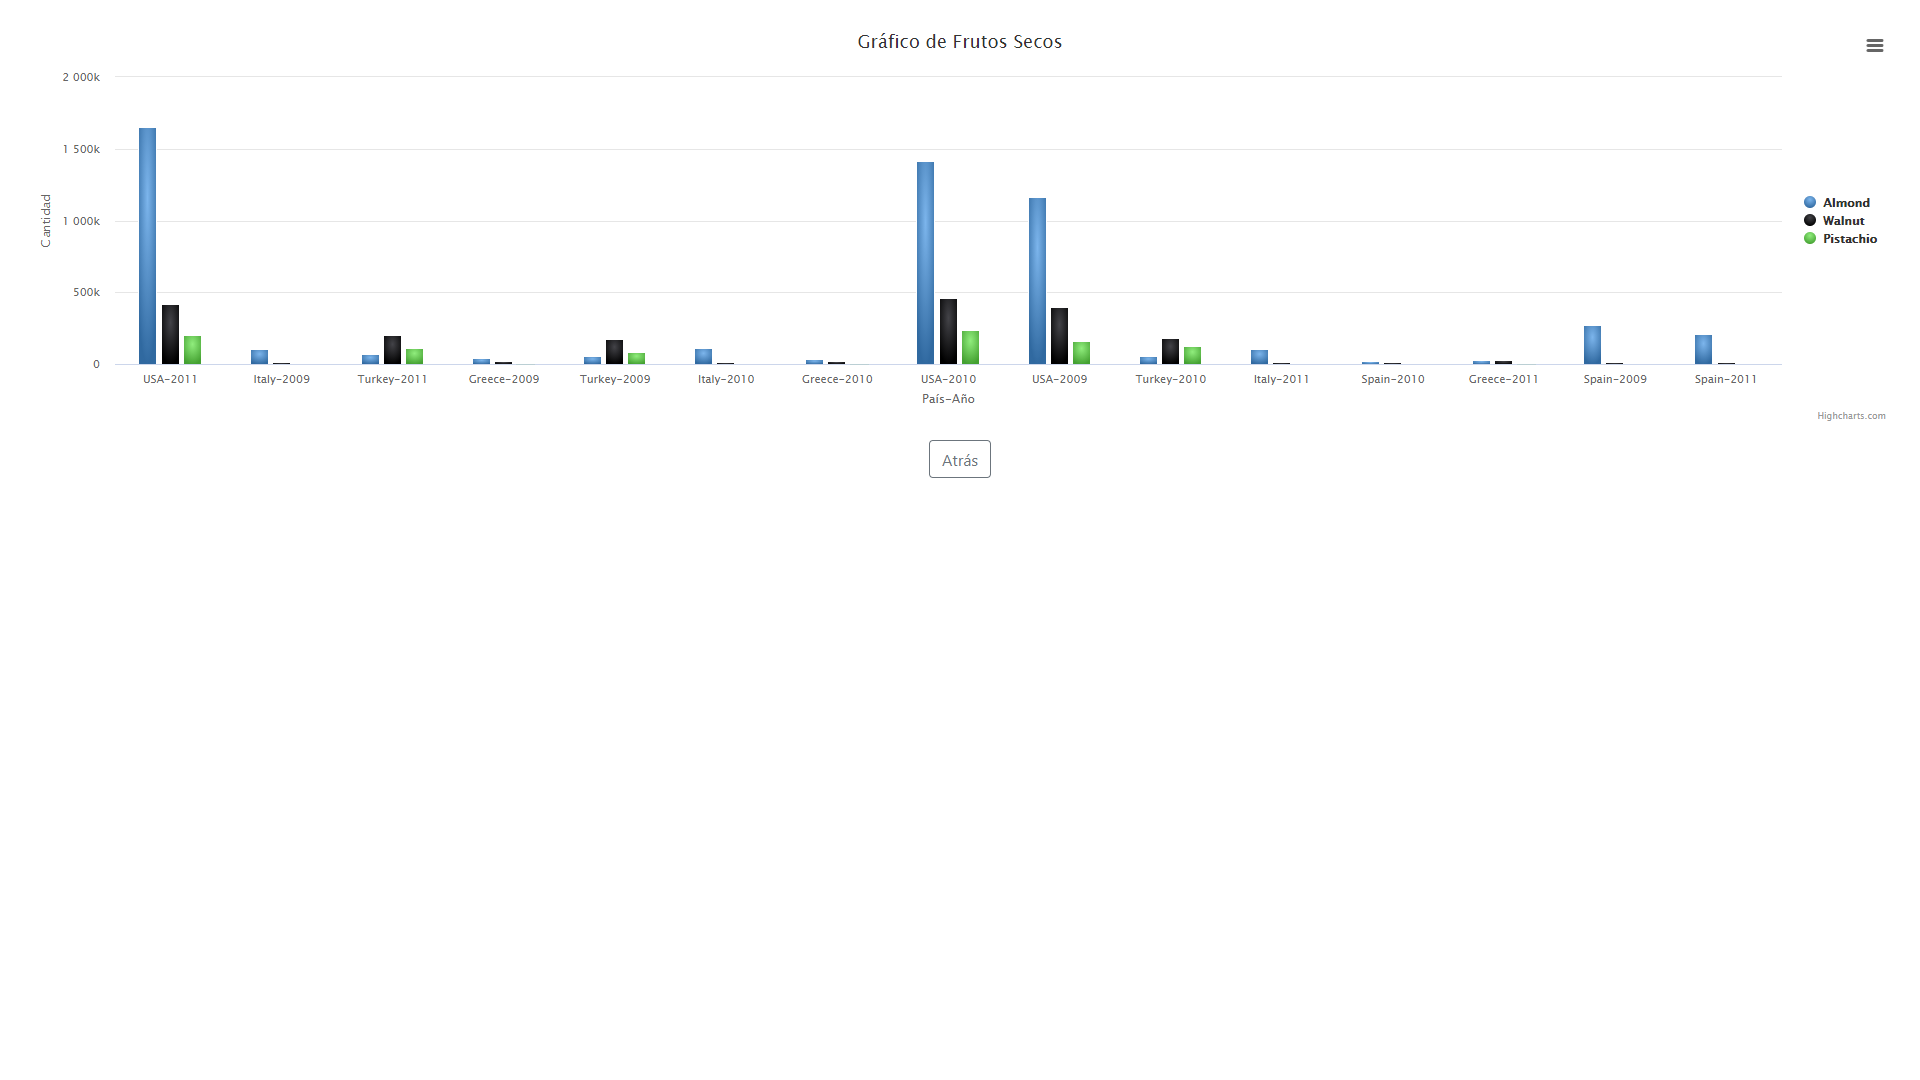 Gráfico de Frutos Secos
2 000k
1 500k
1 000k
500k
0
Cantidad
USA-2011
Italy-2009
Turkey-2011
Greece-2009
Turkey-2009
Italy-2010
Greece-2010
USA-2010
USA-2009
Turkey-2010
Italy-2011
Spain-2010
Greece-2011
Spain-2009
Spain-2011
País-Año
Almond
Walnut
Pistachio
Highcharts.com
Atrás